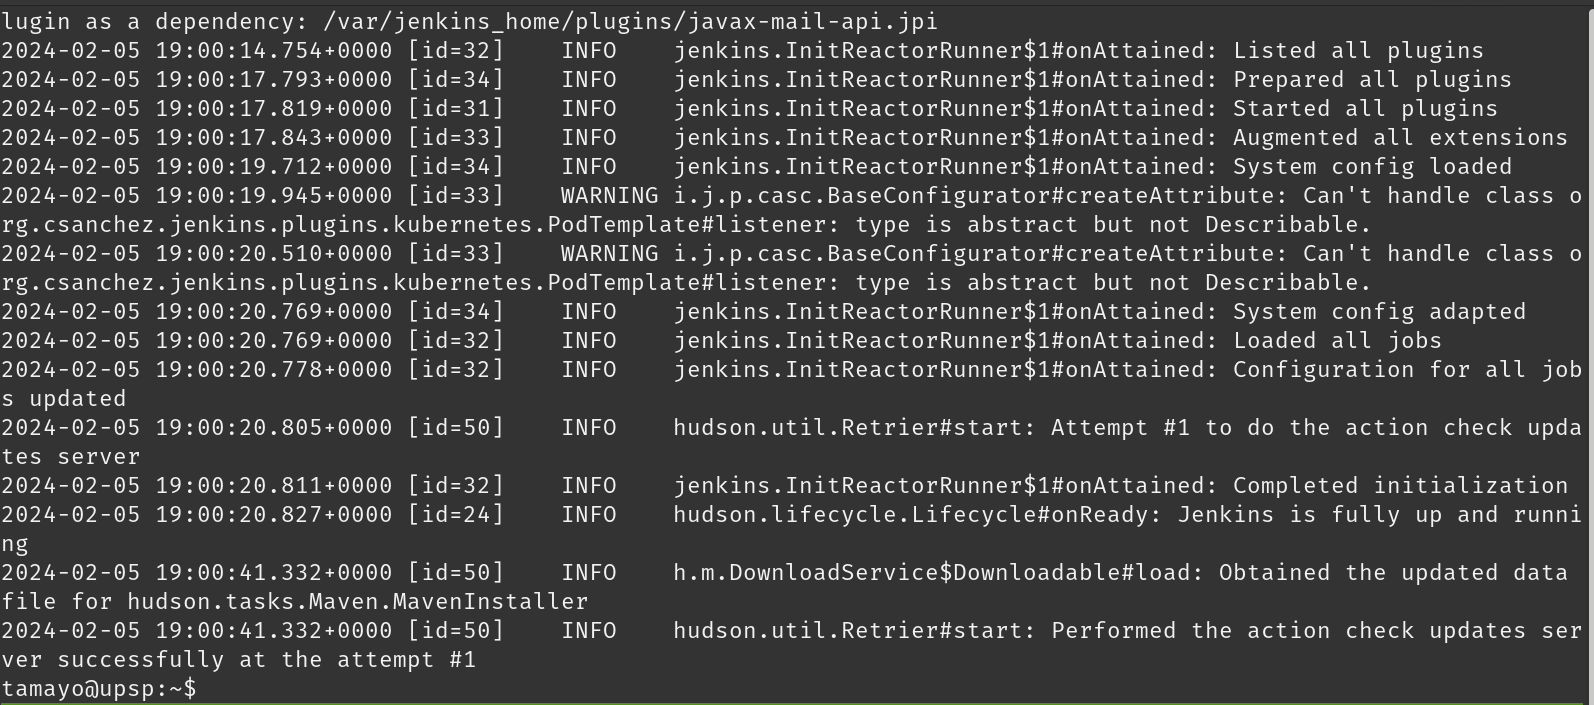 lugin as a dependency: /var/jenkins_home/plugins/javax-mail-api.jpi
2024-02-05 19:00:14.754+0000 [id=32]    INFO    jenkins.InitReactorRunner$1#onAttained: Listed all plugins
2024-02-05 19:00:17.793+0000 [id=34]    INFO    jenkins.InitReactorRunner$1#onAttained: Prepared all plugins
2024-02-05 19:00:17.819+0000 [id=31]    INFO    jenkins.InitReactorRunner$1#onAttained: Started all plugins
2024-02-05 19:00:17.843+0000 [id=33]    INFO    jenkins.InitReactorRunner$1#onAttained: Augmented all extensions
2024-02-05 19:00:19.712+0000 [id=34]    INFO    jenkins.InitReactorRunner$1#onAttained: System config loaded
2024-02-05 19:00:19.945+0000 [id=33]    WARNING i.j.p.casc.BaseConfigurator#createAttribute: Can't handle class o
rg.csanchez.jenkins.plugins.kubernetes.PodTemplate#listener: type is abstract but not Describable.
2024-02-05 19:00:20.510+0000 [id=33]    WARNING i.j.p.casc.BaseConfigurator#createAttribute: Can't handle class o
rg.csanchez.jenkins.plugins.kubernetes.PodTemplate#listener: type is abstract but not Describable.
2024-02-05 19:00:20.769+0000 [id=34]    INFO    jenkins.InitReactorRunner$1#onAttained: System config adapted
2024-02-05 19:00:20.769+0000 [id=32]    INFO    jenkins.InitReactorRunner$1#onAttained: Loaded all jobs
2024-02-05 19:00:20.778+0000 [id=32]    INFO    jenkins.InitReactorRunner$1#onAttained: Configuration for all job
s updated
2024-02-05 19:00:20.805+0000 [id=50]    INFO    hudson.util.Retrier#start: Attempt #1 to do the action check upda
tes server
2024-02-05 19:00:20.811+0000 [id=32]    INFO    jenkins.InitReactorRunner$1#onAttained: Completed initialization
2024-02-05 19:00:20.827+0000 [id=24]    INFO    hudson.lifecycle.Lifecycle#onReady: Jenkins is fully up and runni
ng
2024-02-05 19:00:41.332+0000 [id=50]    INFO    h.m.DownloadService$Downloadable#load: Obtained the updated data
file for hudson.tasks.Maven.MavenInstaller
2024-02-05 19:00:41.332+0000 [id=50]    INFO    hudson.util.Retrier#start: Performed the action check updates ser
ver successfully at the attempt #1
tamayo@upsp:~$